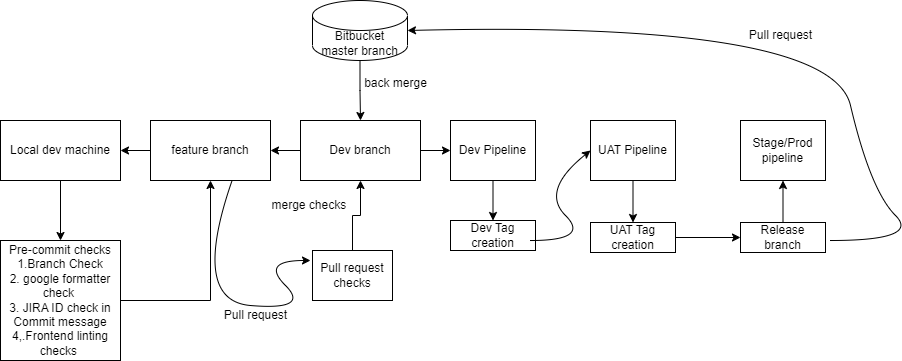 Bitbucket
master branch
Pull request
back merge
Local dev machine
feature branch
Dev branch
Dev Pipeline
UAT Pipeline
Stage/Prod
pipeline
merge checks
Dev Tag
creation
UAT Tag
creation
Release
branch
Pre-commit checks
1.Branch Check
2. google formatter
check
3. JIRA ID check in
Commit message
4,.Frontend linting
checks
Pull request
checks
Pull request